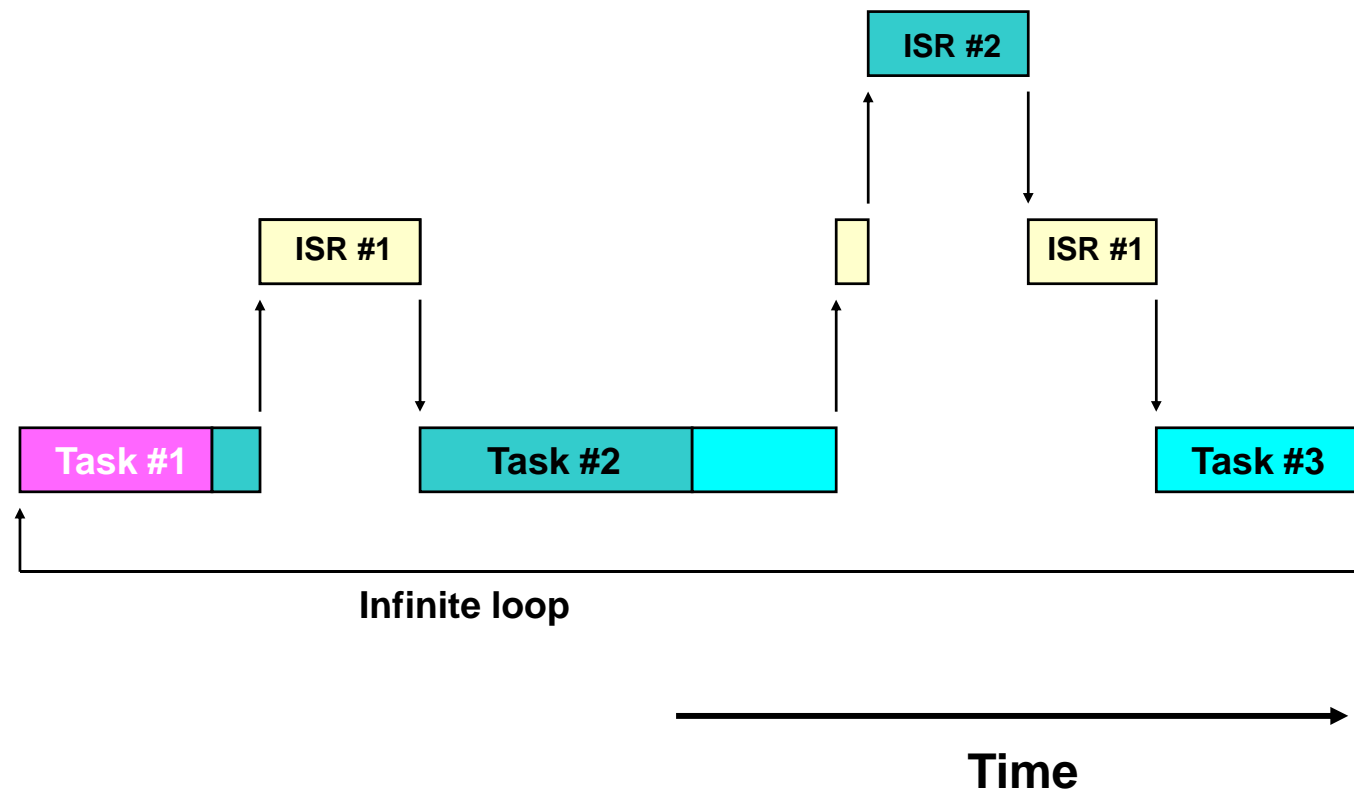 ISR #2
ISR #1
ISR #1
Task #1
Task #2
Task #3
Infinite loop
Time